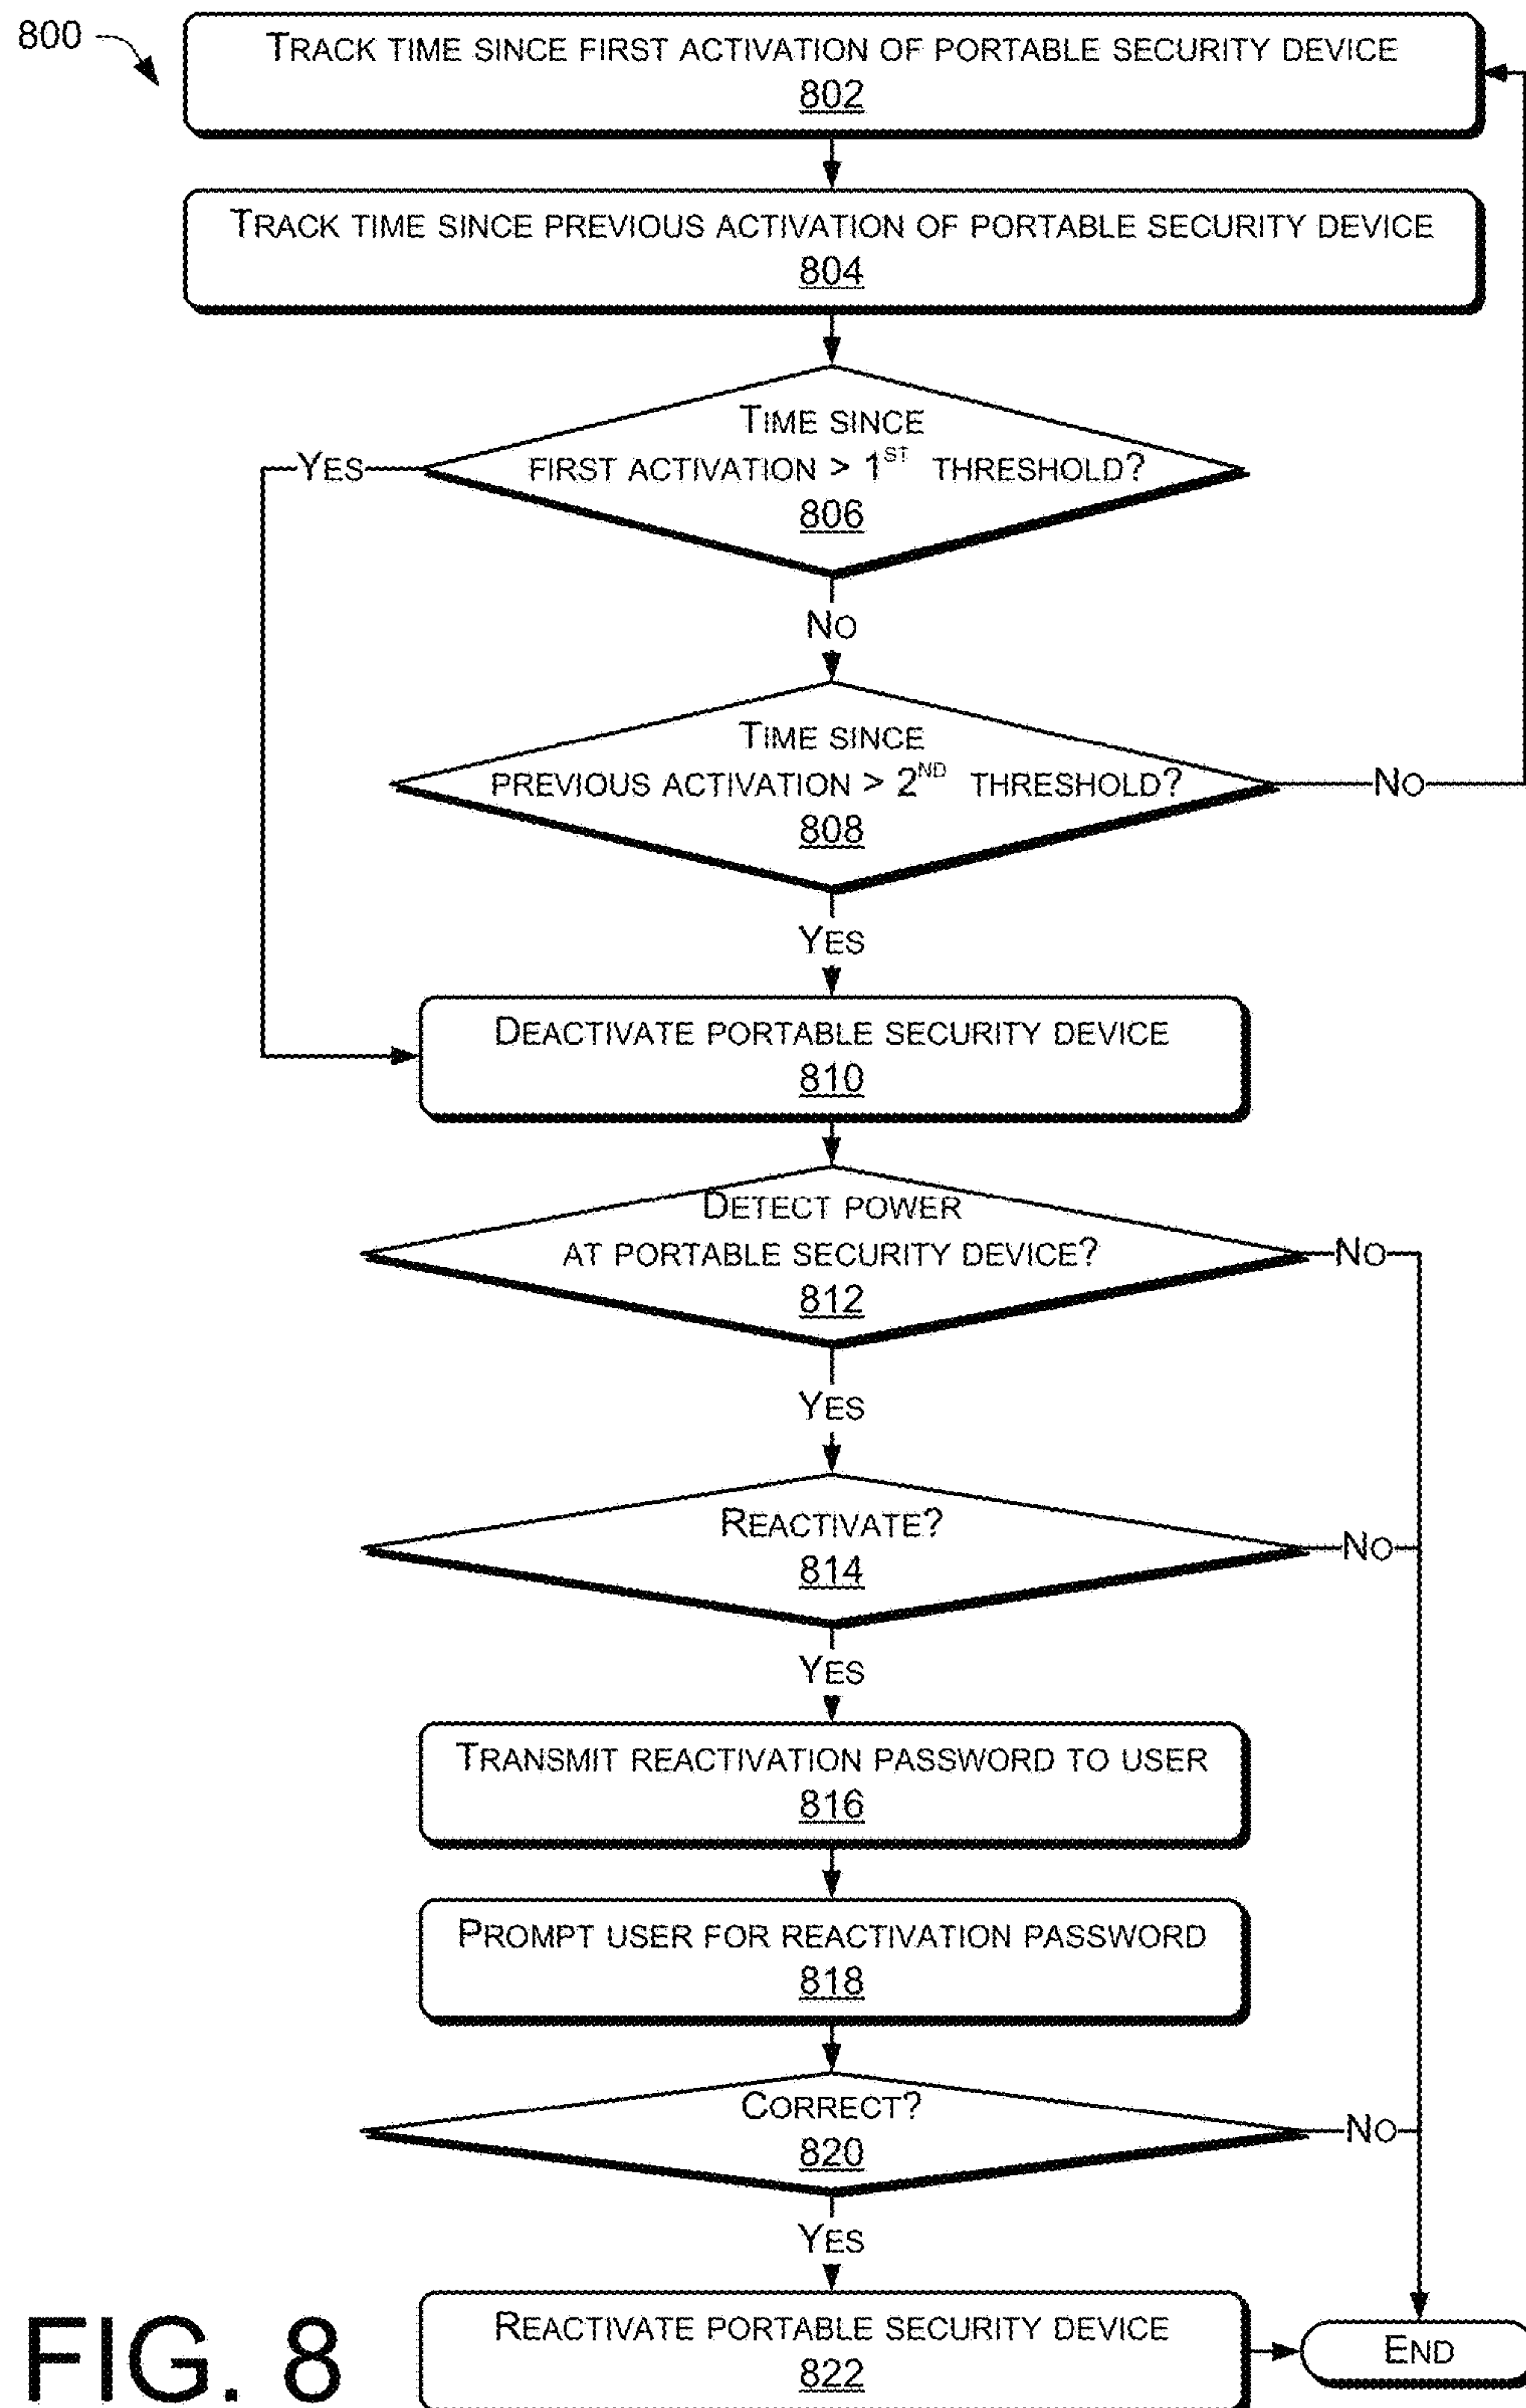 800
TRACK TIME SINCE FIRST ACTIVATION OF PORTABLE SECURITY DEVICE
802
TRACK TIME SINCE PREVIOUS ACTIVATION OF PORTABLE SECURITY DEVICE
804
TIME SINCE
FIRST ACTIVATION > 1ST THRESHOLD?
806
YES
NO
TIME SINCE
PREVIOUS ACTIVATION > 2ND THRESHOLD?
808
NO
YES
DEACTIVATE PORTABLE SECURITY DEVICE
810
DETECT POWER
AT PORTABLE SECURITY DEVICE?
812
NO
YES
REACTIVATE?
814
NO
YES
TRANSMIT REACTIVATION PASSWORD TO USER
816
PROMPT USER FOR REACTIVATION PASSWORD
818
CORRECT?
820
NO
YES
REACTIVATE PORTABLE SECURITY DEVICE
822
END
FIG. 8